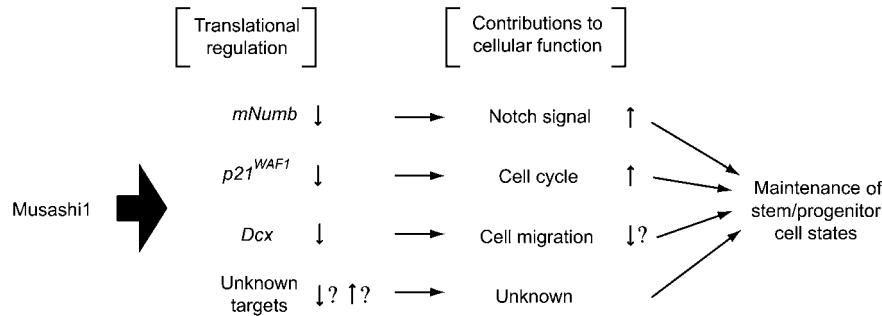 Translational
regulation
Contributions to
cellular function
mNumb ↓ → Notch signal ↑
p21WAF1 ↓ → Cell cycle ↑
Musashi1
Maintenance of
stem/progenitor
cell states
Dcx ↓ → Cell migration ↓?
Unknown
targets ↓? ↑? → Unknown